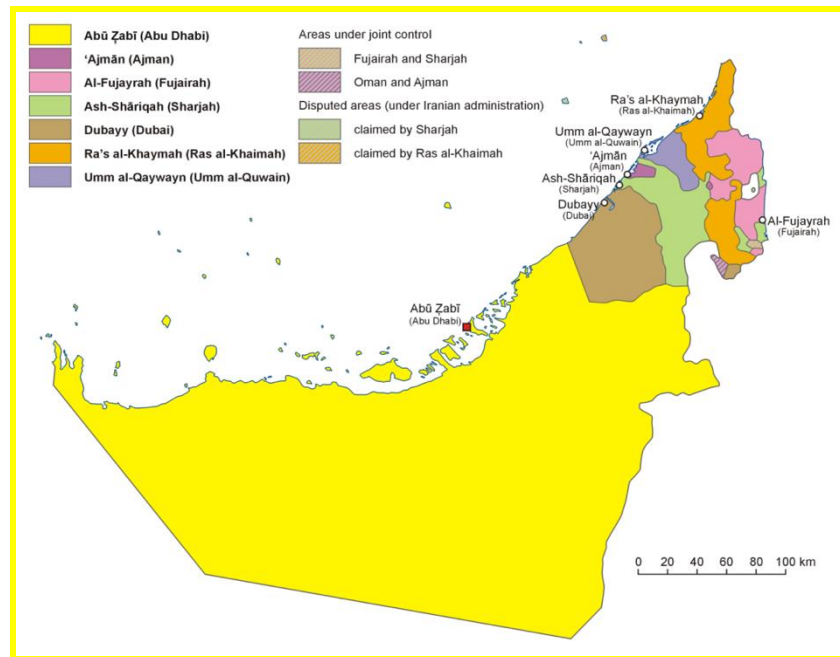 Abū Z̧abī (Abu Dhabi)
‘Ajmān (Ajman)
Al-Fujayrah (Fujairah)
Ash-Shāriqah (Sharjah)
Dubayy (Dubai)
Ra's al-Khaymah (Ras al-Khaimah)
Umm al-Qaywayn (Umm al-Quwain)
Areas under joint control
Fujairah and Sharjah
Oman and Ajman
Disputed areas (under Iranian administration)
claimed by Sharjah
claimed by Ras al-Khaimah
Ra's al-Khaymah
(Ras al-Khaimah)
Umm al-Qaywayn
(Umm al-Quwain)
‘Ajmān
(Ajman)
Ash-Shāriqah
(Sharjah)
Dubayy
(Dubai)
Al-Fujayrah
(Fujairah)
Abū Z̧abī
(Abu Dhabi)
0 20 40 60 80 100 km